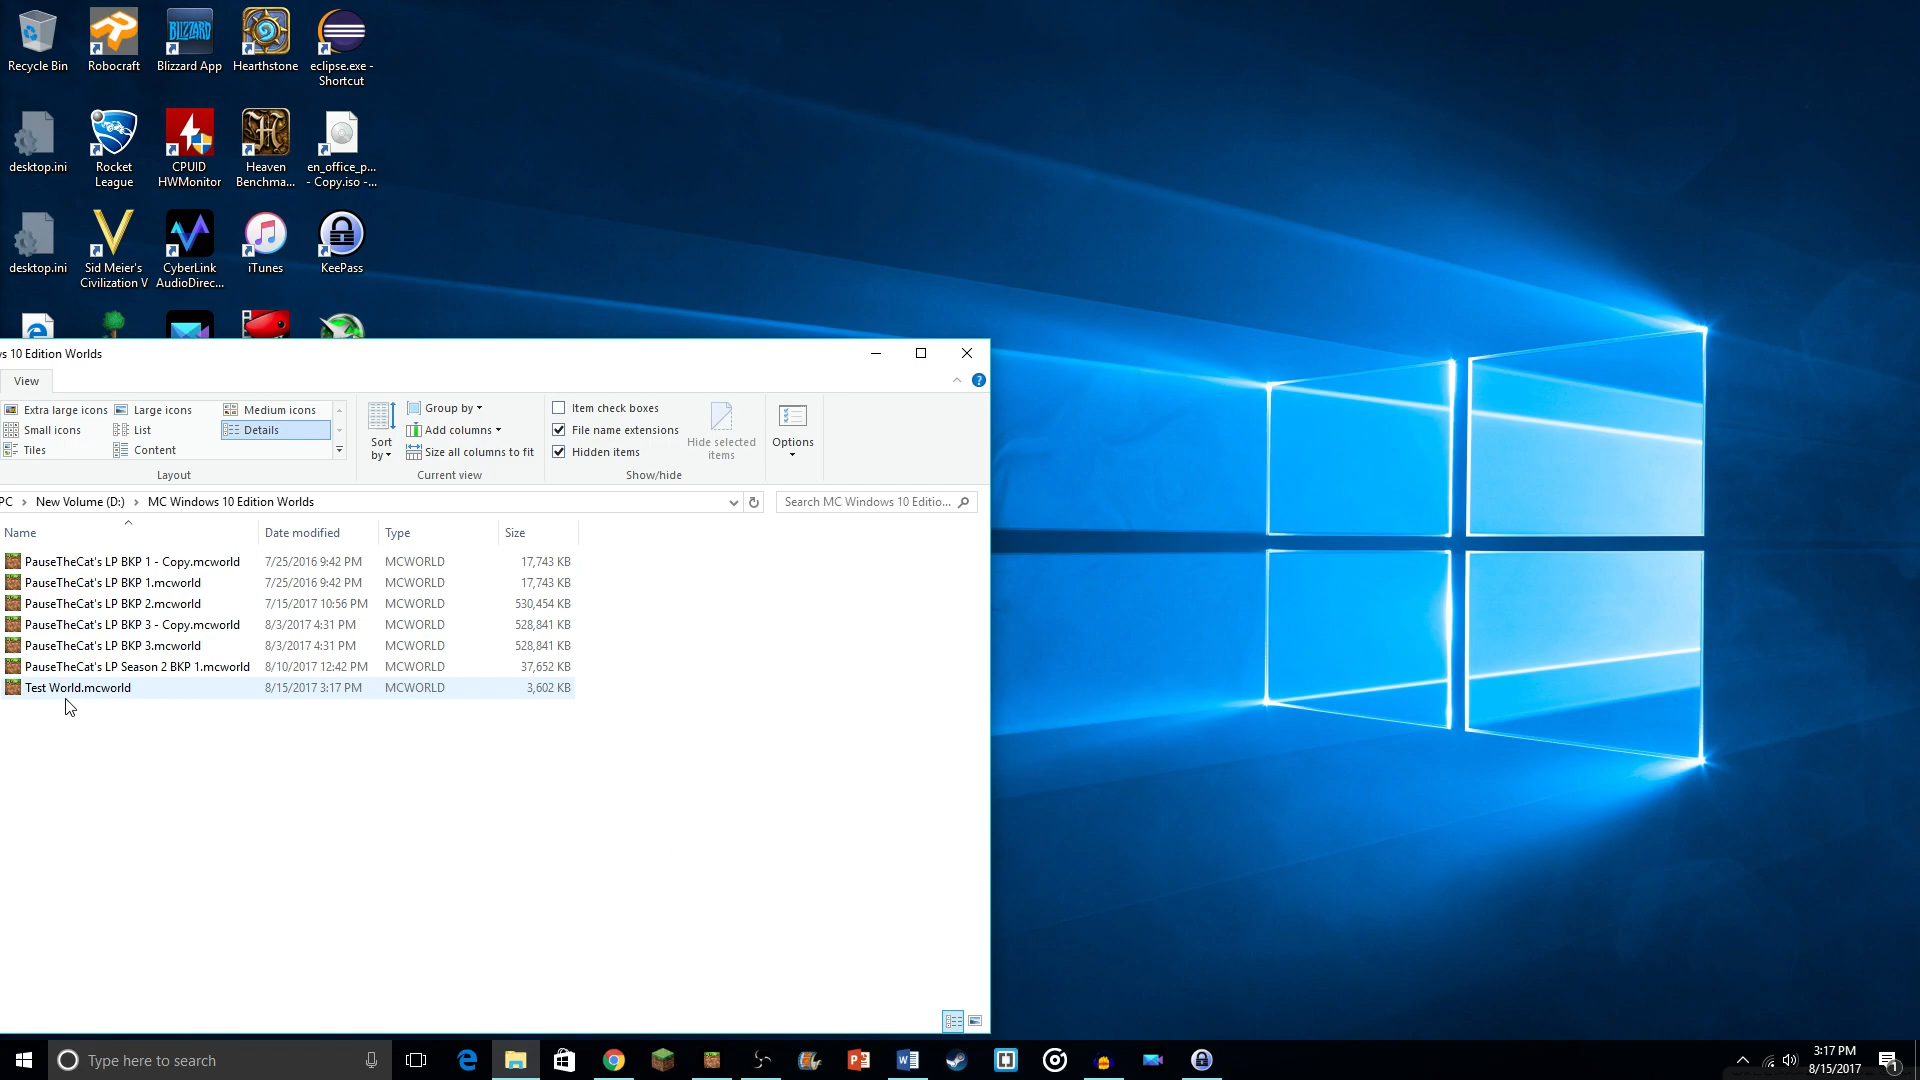 Recycle Bin
Robocraft
BLIZZARD
Blizzard App
Hearthstone
eclipse.exe -
Shortcut
desktop.ini
Rocket
League
CPUID
HWMonitor
Heaven
Benchma...
en_office_p...
- Copy.iso -...
desktop.ini
Sid Meier's
Civilization V
CyberLink
AudioDirec...
iTunes
KeePass
s 10 Edition Worlds
View
Extra large icons
Large icons
Medium icons
Small icons
List
Details
Tiles
Content
Layout
Sort
by
Group by
Add columns
Size all columns to fit
Current view
Item check boxes
File name extensions
Hidden items
Hide selected
items
Show/hide
Options
PC > New Volume (D:) > MC Windows 10 Edition Worlds
Search MC Windows 10 Editio...
Name Date modified Type Size
PauseTheCat's LP BKP 1 - Copy.mcworld 7/25/2016 9:42 PM MCWORLD 17,743 KB
PauseTheCat's LP BKP 1.mcworld 7/25/2016 9:42 PM MCWORLD 17,743 KB
PauseTheCat's LP BKP 2.mcworld 7/15/2017 10:56 PM MCWORLD 530,454 KB
PauseTheCat's LP BKP 3 - Copy.mcworld 8/3/2017 4:31 PM MCWORLD 528,841 KB
PauseTheCat's LP BKP 3.mcworld 8/3/2017 4:31 PM MCWORLD 528,841 KB
PauseTheCat's LP Season 2 BKP 1.mcworld 8/10/2017 12:42 PM MCWORLD 37,652 KB
Test World.mcworld 8/15/2017 3:17 PM MCWORLD 3,602 KB
Type here to search
3:17 PM
8/15/2017
1